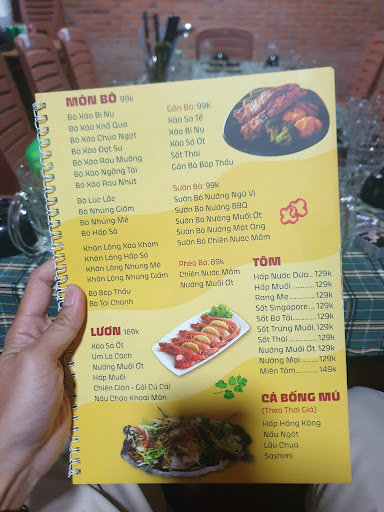 MÓN BÒ 99k
Bò Xào Bi Nụ
Bò Xào Khổ Qua
Bò Xào Chua Ngọt
Bò Xào Đọt Su
Bò Xào Rau Muống
Bò Xào Ngồng Tỏi
Bò Xào Rau Nhút
Bò Lúc Lắc
Bò Nhúng Giấm
Bò Nhúng Mẻ
Bò Hấp Sả
Khăn Lông Xào Khóm
Khăn Lông Hấp Sả
Khăn Lông Nhúng Mẻ
Khăn Lông Nhúng Giấm
Bò Bóp Thấu
Bò Tái Chanh
Gân Bò: 99k
Xào Sa Tế
Xào Bi Nụ
Xào Sả Ớt
Sốt Thái
Gân Bò Bóp Thấu
Sườn Bò: 99k
Sườn Bò Nướng Ngũ Vị
Sườn Bò Nướng BBQ
Sườn Bò Nướng Muối Ớt
Sườn Bò Nướng Mật Ong
Sườn Bò Chiên Nước Mắm
Phèo Bò: 89k
Chiên Nước Mắm
Nướng Muối Ớt
LƯƠN 169k
Xào Sả Ớt
Um Lá Cách
Nướng Muối Ớt
Hấp Muối
Chiên Giòn - Gỏi Củ Cải
Nấu Cháo Khoai Môn
TÔM
Hấp Nước Dừa..129k
Hấp Muối.........129k
Rang Me..........129k
Sốt Singapore...129k
Sốt Bơ Tỏi........129k
Sốt Trứng Muối.129k
Sốt Thái...........129k
Nướng Muối Ớt.129k
Nướng Mọi.......129k
Miến Tôm.........149k
CÁ BỐNG MÚ
(Theo Thời Giá)
Hấp Hồng Kông
Nấu Ngót
Lẩu Chua
Sashimi